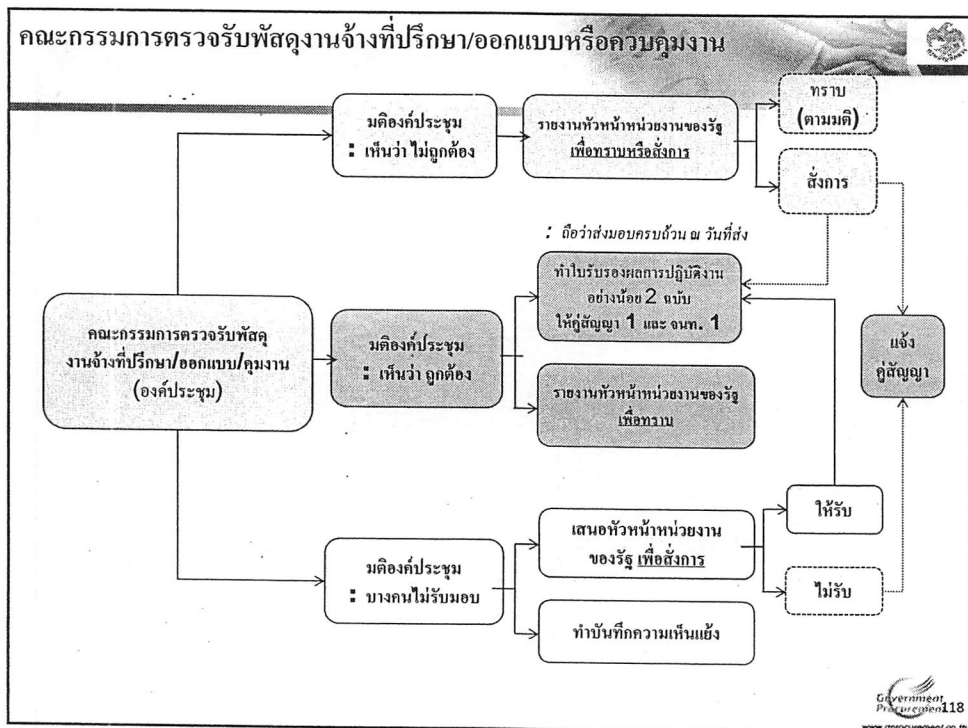 คณะกรรมการตรวจรับพัสดุงานจ้างที่ปรึกษา/ออกแบบหรือควบคุมงาน
มติองค์ประชุม
: เห็นว่า ไม่ถูกต้อง
รายงานหัวหน้าหน่วยงานของรัฐ
เพื่อทราบหรือสั่งการ
ทราบ
(ตามมติ)
สั่งการ
: ถือว่าส่งมอบครบถ้วน ณ วันที่ส่ง
คณะกรรมการตรวจรับพัสดุ
งานจ้างที่ปรึกษา/ออกแบบ/คุมงาน
(องค์ประชุม)
มติองค์ประชุม
: เห็นว่า ถูกต้อง
ทำใบรับรองผลการปฏิบัติงาน
อย่างน้อย 2 ฉบับ
ให้คู่สัญญา 1 และ จนท. 1
รายงานหัวหน้าหน่วยงานของรัฐ
เพื่อทราบ
แจ้ง
คู่สัญญา
มติองค์ประชุม
: บางคนไม่รับมอบ
เสนอหัวหน้าหน่วยงาน
ของรัฐ เพื่อสั่งการ
ทำบันทึกความเห็นแย้ง
ให้รับ
ไม่รับ
Government
Procurement 118